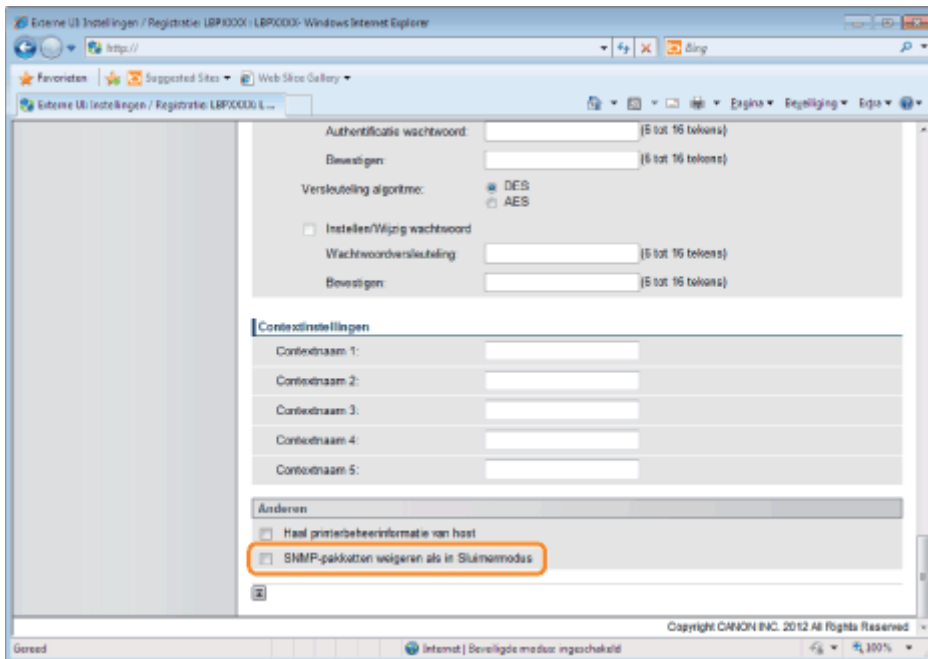 Externe UI: Instellingen / Registratie: LBPXXXX : LBPXXXX - Windows Internet Explorer
http://
Bing
Favorieten
Suggested Sites
Web Slice Gallery
Externe UI: Instellingen / Registratie: LBPXXXX: L...
Pagina
Beveiliging
Extra
Authentificatie wachtwoord:
(6 tot 16 tekens)
Bevestigen:
(6 tot 16 tekens)
Versleuteling algoritme:
DES
AES
Instellen/Wijzig wachtwoord
Wachtwoordversleuteling:
(6 tot 16 tekens)
Bevestigen:
(6 tot 16 tekens)
Contextinstellingen
Contextnaam 1:
Contextnaam 2:
Contextnaam 3:
Contextnaam 4:
Contextnaam 5:
Anderen
Haal printerbeheerinformatie van host
SNMP-pakketten weigeren als in Sluimermodus
Copyright CANON INC. 2012 All Rights Reserved
Gereed
Internet | Beveiligde modus: ingeschakeld
100%